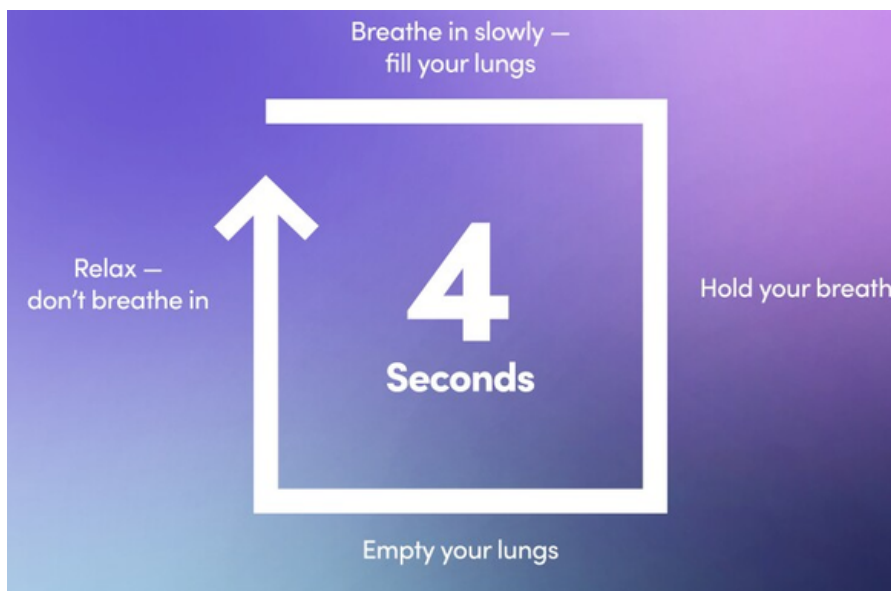 Breathe in slowly —
fill your lungs
Hold your breath
4
Seconds
Relax —
don't breathe in
Empty your lungs